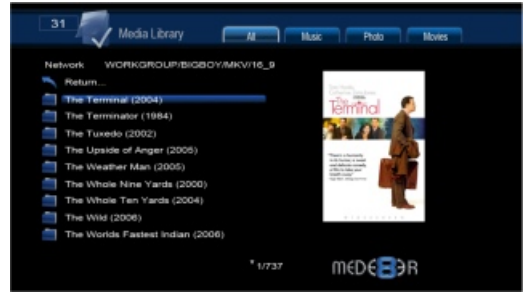 31
Media Library
All Music Photo Movies
Network WORKGROUP/BIGBOY/MKV/16_9
Return...
The Terminal (2004)
The Terminator (1984)
The Tuxedo (2002)
The Upside of Anger (2005)
The Weather Man (2005)
The Whole Nine Yards (2000)
The Whole Ten Yards (2004)
The Wild (2006)
The Worlds Fastest Indian (2006)
The
Terminal
* 1/737
MEDE8ER